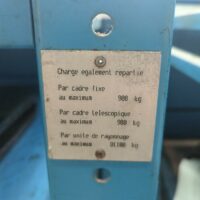 Charge également répartie
Par cadre fixe
au maximum 900 kg
Par cadre télescopique
au maximum 900 kg
Par unité de rayonnage
au maximum